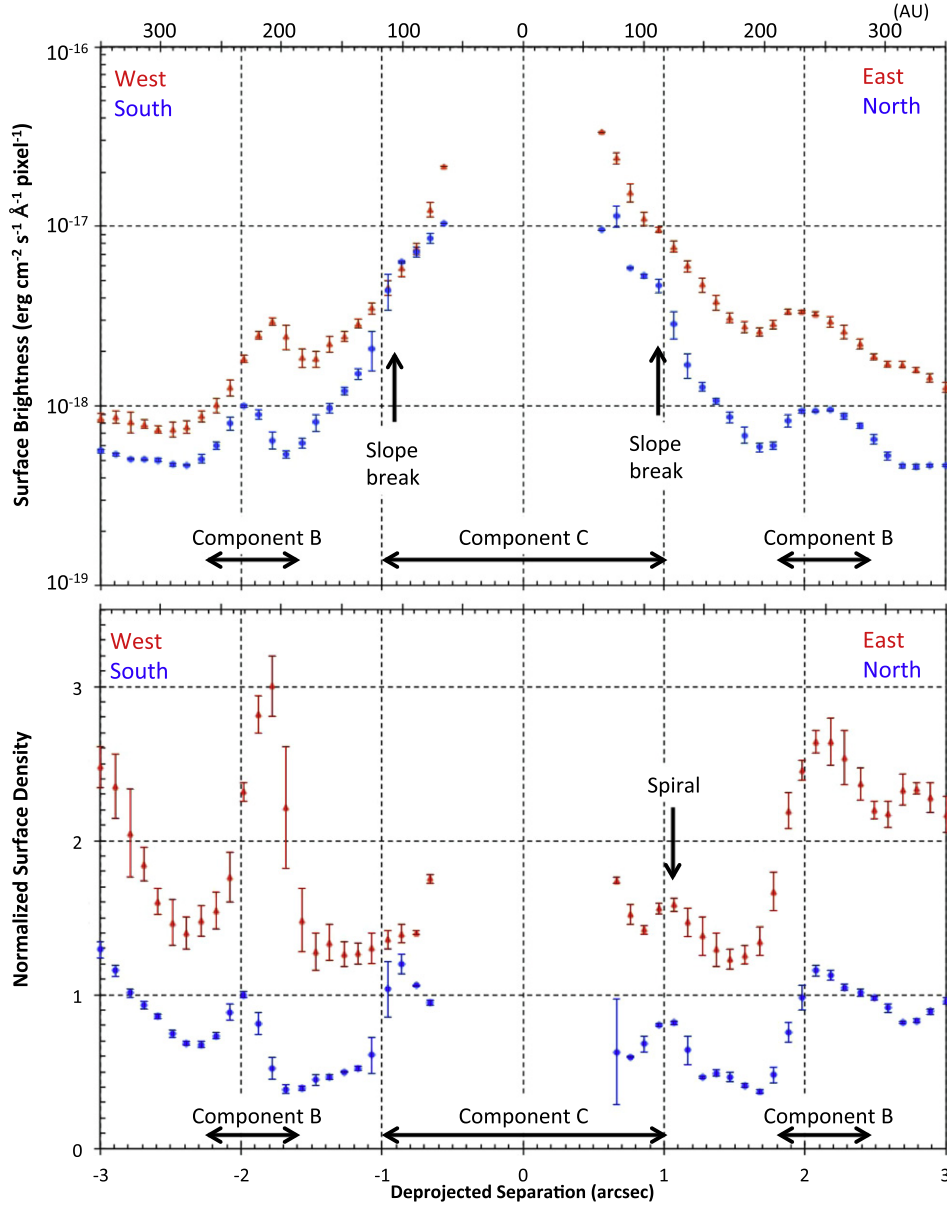 (AU)
300 200 100 0 100 200 300
10-16
West East
South North
10-17
10-18
Slope
break
Slope
break
Component B Component C Component B
10-19
Surface Brightness (erg cm-2 s-1 Å-1 pixel-1)
West East
South North
3
Spiral
2
1
Component B Component C Component B
0
Normalized Surface Density
-3 -2 -1 0 1 2 3
Deprojected Separation (arcsec)